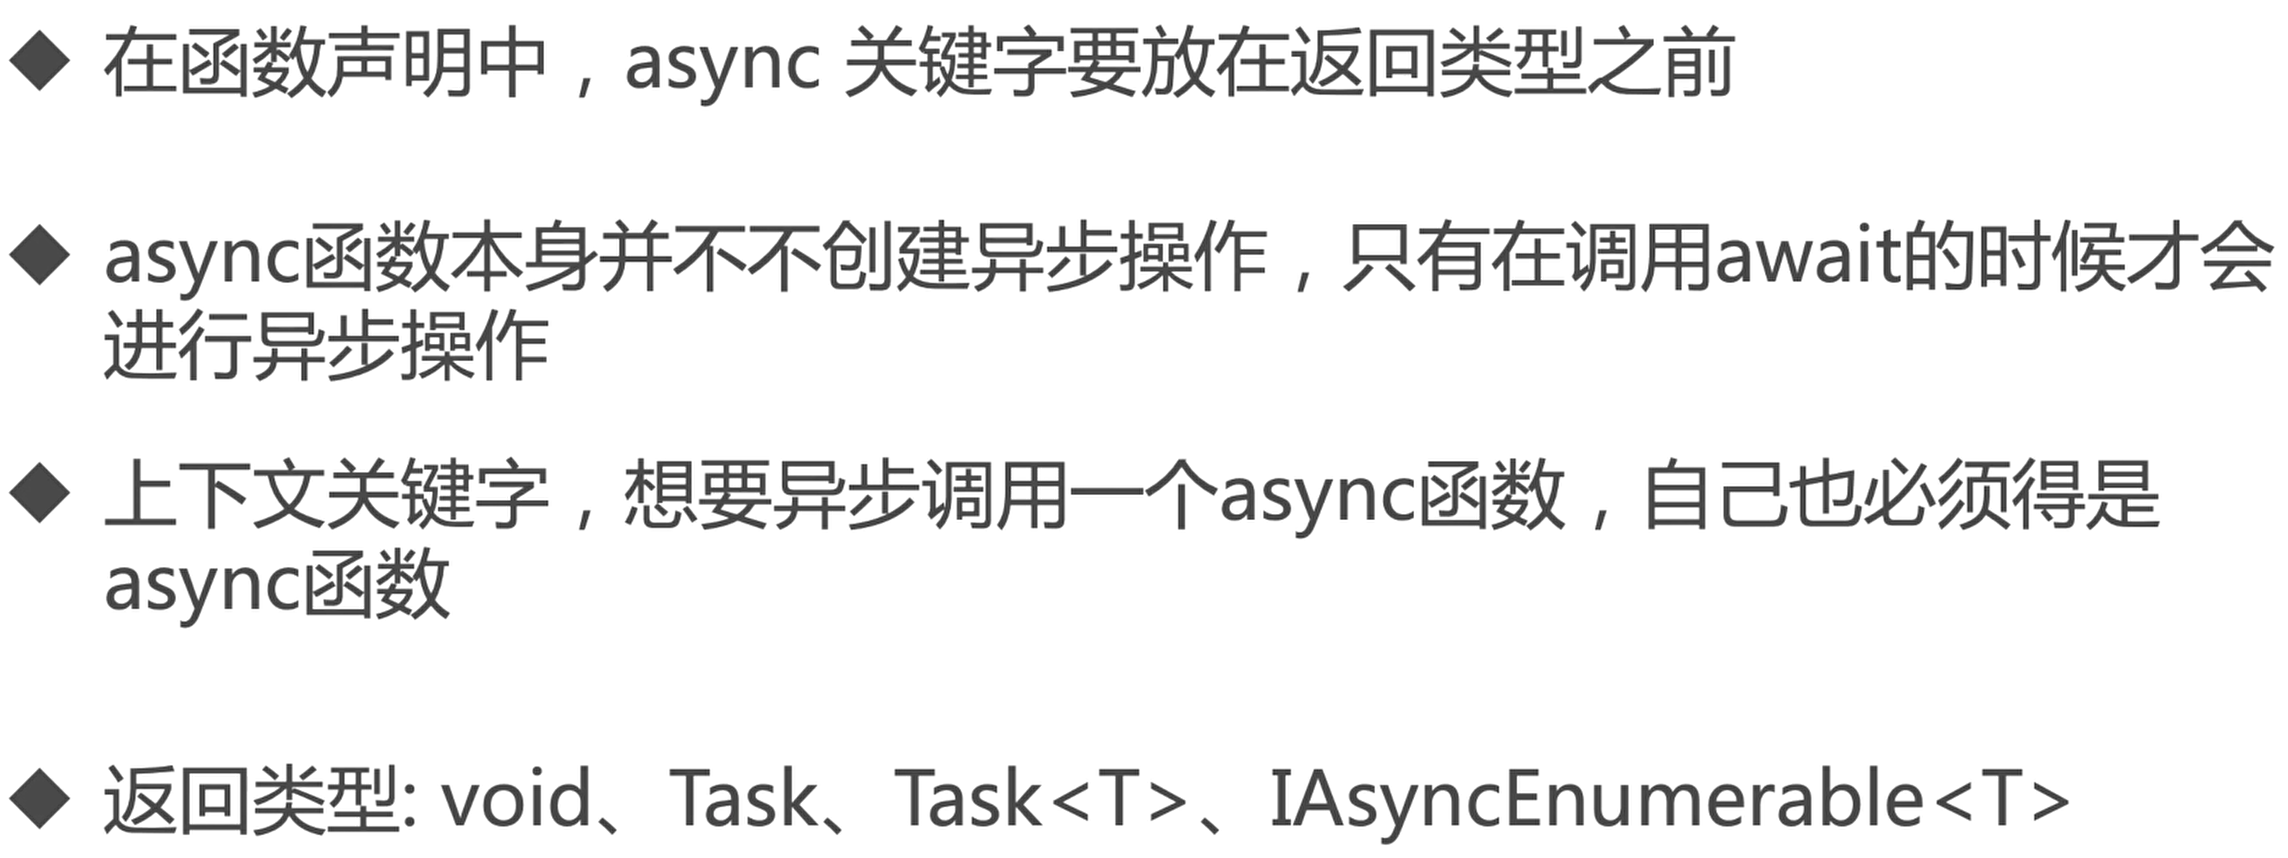 ◆ 在函数声明中，async 关键字要放在返回类型之前
◆ async函数本身并不不创建异步操作，只有在调用await的时候才会
进行异步操作
◆ 上下文关键字，想要异步调用一个async函数，自己也必须得是
async函数
◆ 返回类型: void、Task、Task<T>、IAsyncEnumerable<T>